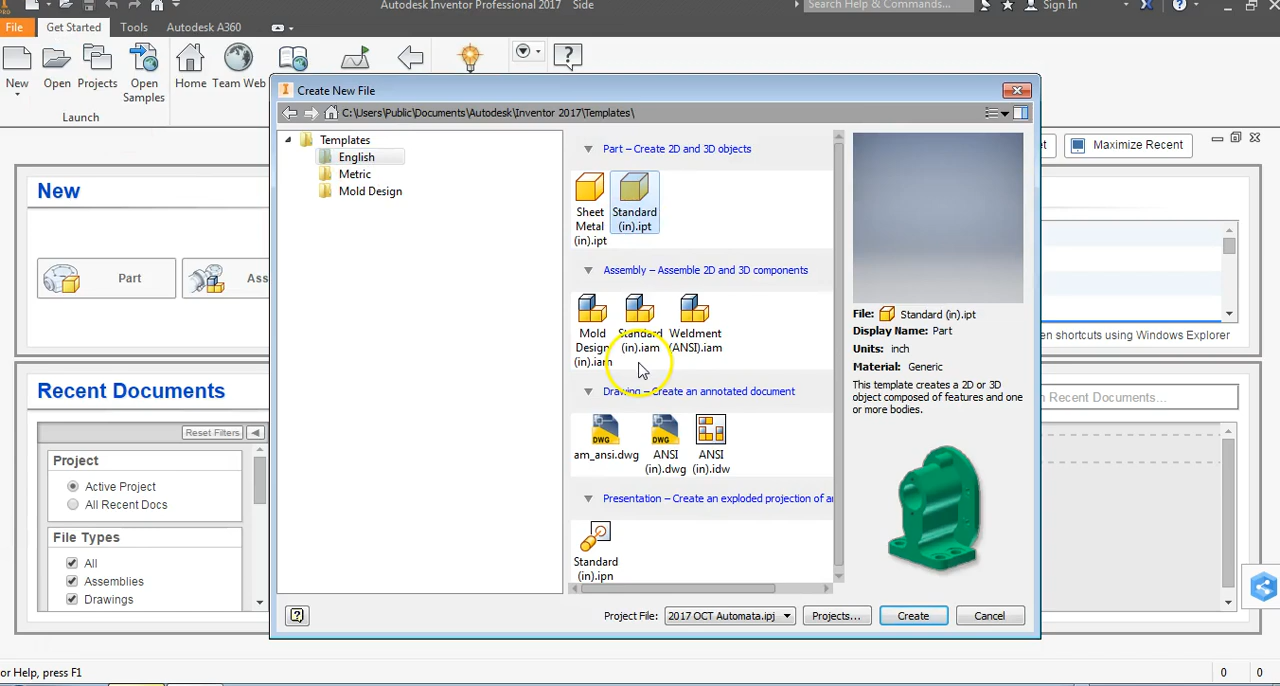 PRO
Autodesk Inventor Professional 2017 Side
Search Help & Commands...
Sign In
File Get Started Tools Autodesk A360
New Open Projects Open Samples Home Team Web
Launch
Create New File
C:\Users\Public\Documents\Autodesk\Inventor 2017\Templates\
Templates
English
Metric
Mold Design
Part – Create 2D and 3D objects
Sheet Metal (in).ipt
Standard (in).ipt
Assembly – Assemble 2D and 3D components
Mold Design (in).iam
Standard (in).iam
Weldment (ANSI).iam
Drawing – Create an annotated document
DWG
am_ansi.dwg
DWG
ANSI (in).dwg
ANSI (in).idw
Presentation – Create an exploded projection of a
Standard (in).ipn
File: Standard (in).ipt
Display Name: Part
Units: inch
Material: Generic
This template creates a 2D or 3D
object composed of features and one
or more bodies.
Project File: 2017 OCT Automata.ipj Projects... Create Cancel
New
Part
Ass
Recent Documents
Reset Filters
Project
Active Project
All Recent Docs
File Types
All
Assemblies
Drawings
Maximize Recent
en shortcuts using Windows Explorer
Recent Documents...
or Help, press F1
0 0